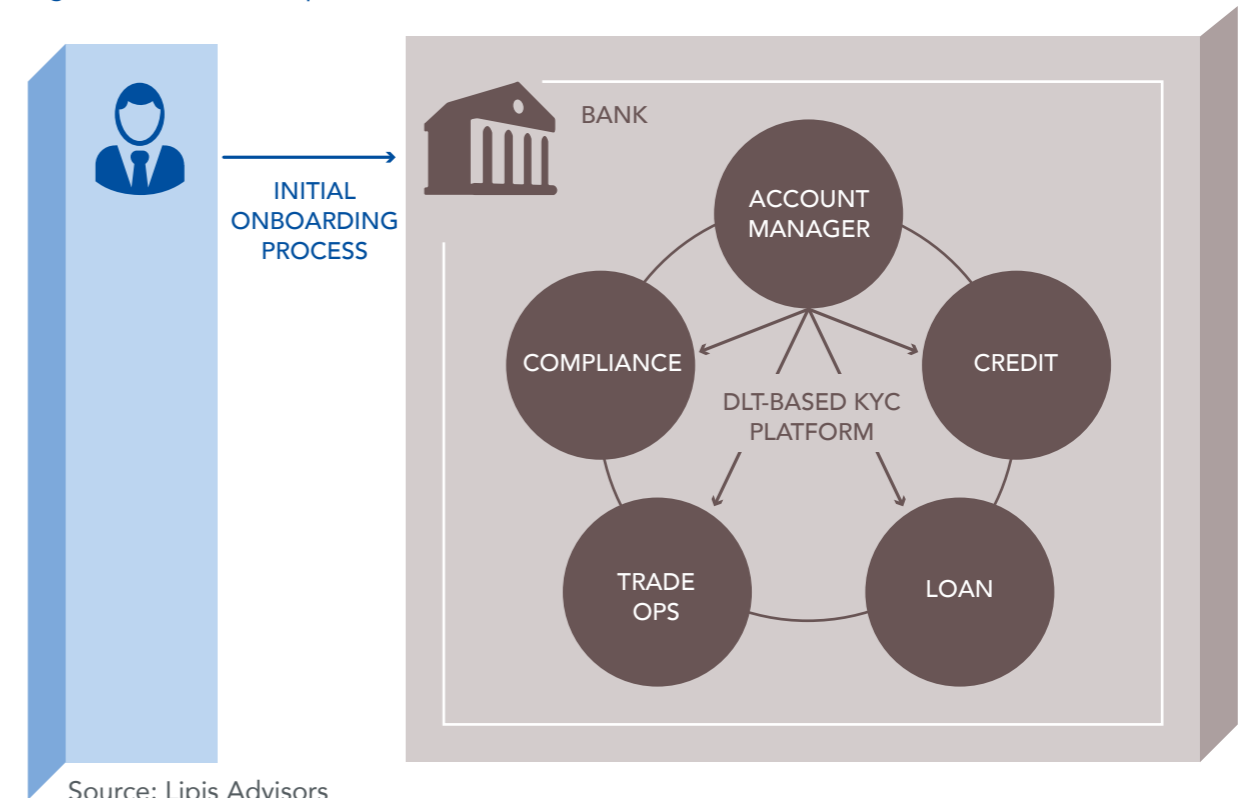 BANK
INITIAL
ONBOARDING
PROCESS
ACCOUNT
MANAGER
COMPLIANCE
CREDIT
DLT-BASED KYC
PLATFORM
TRADE
OPS
LOAN
Source: Lipis Advisors